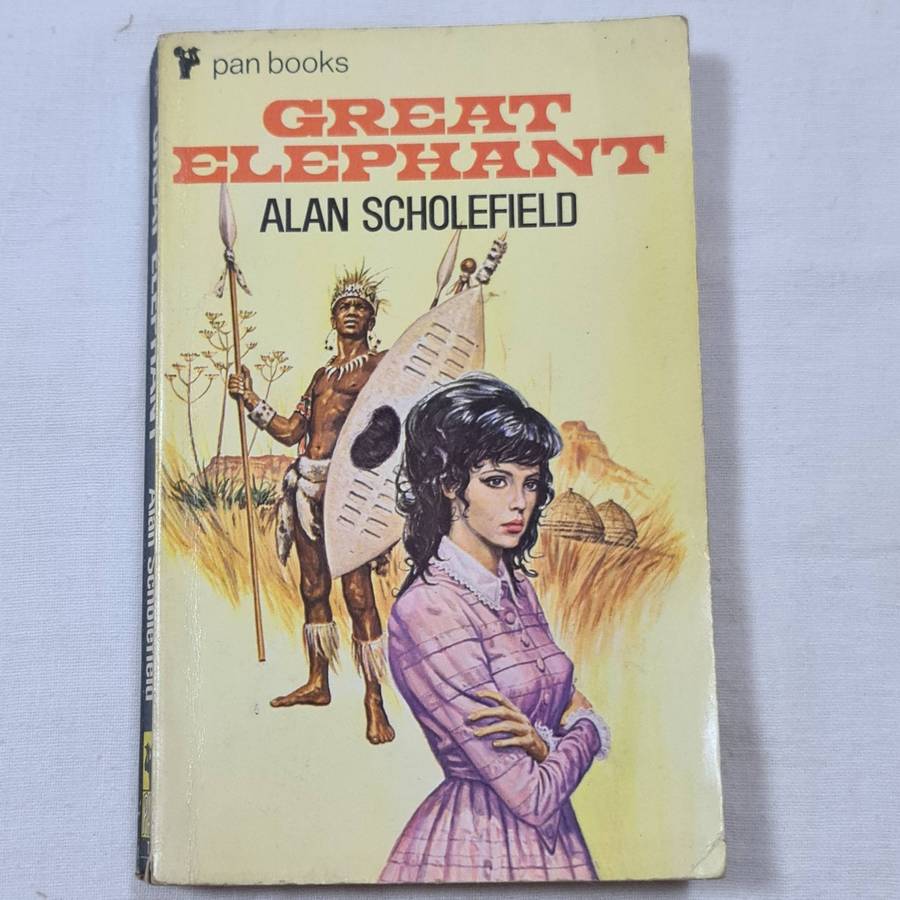 pan books
GREAT
ELEPHANT
ALAN SCHOLEFIELD
GREAT ELEPHANT Alan Scholefield